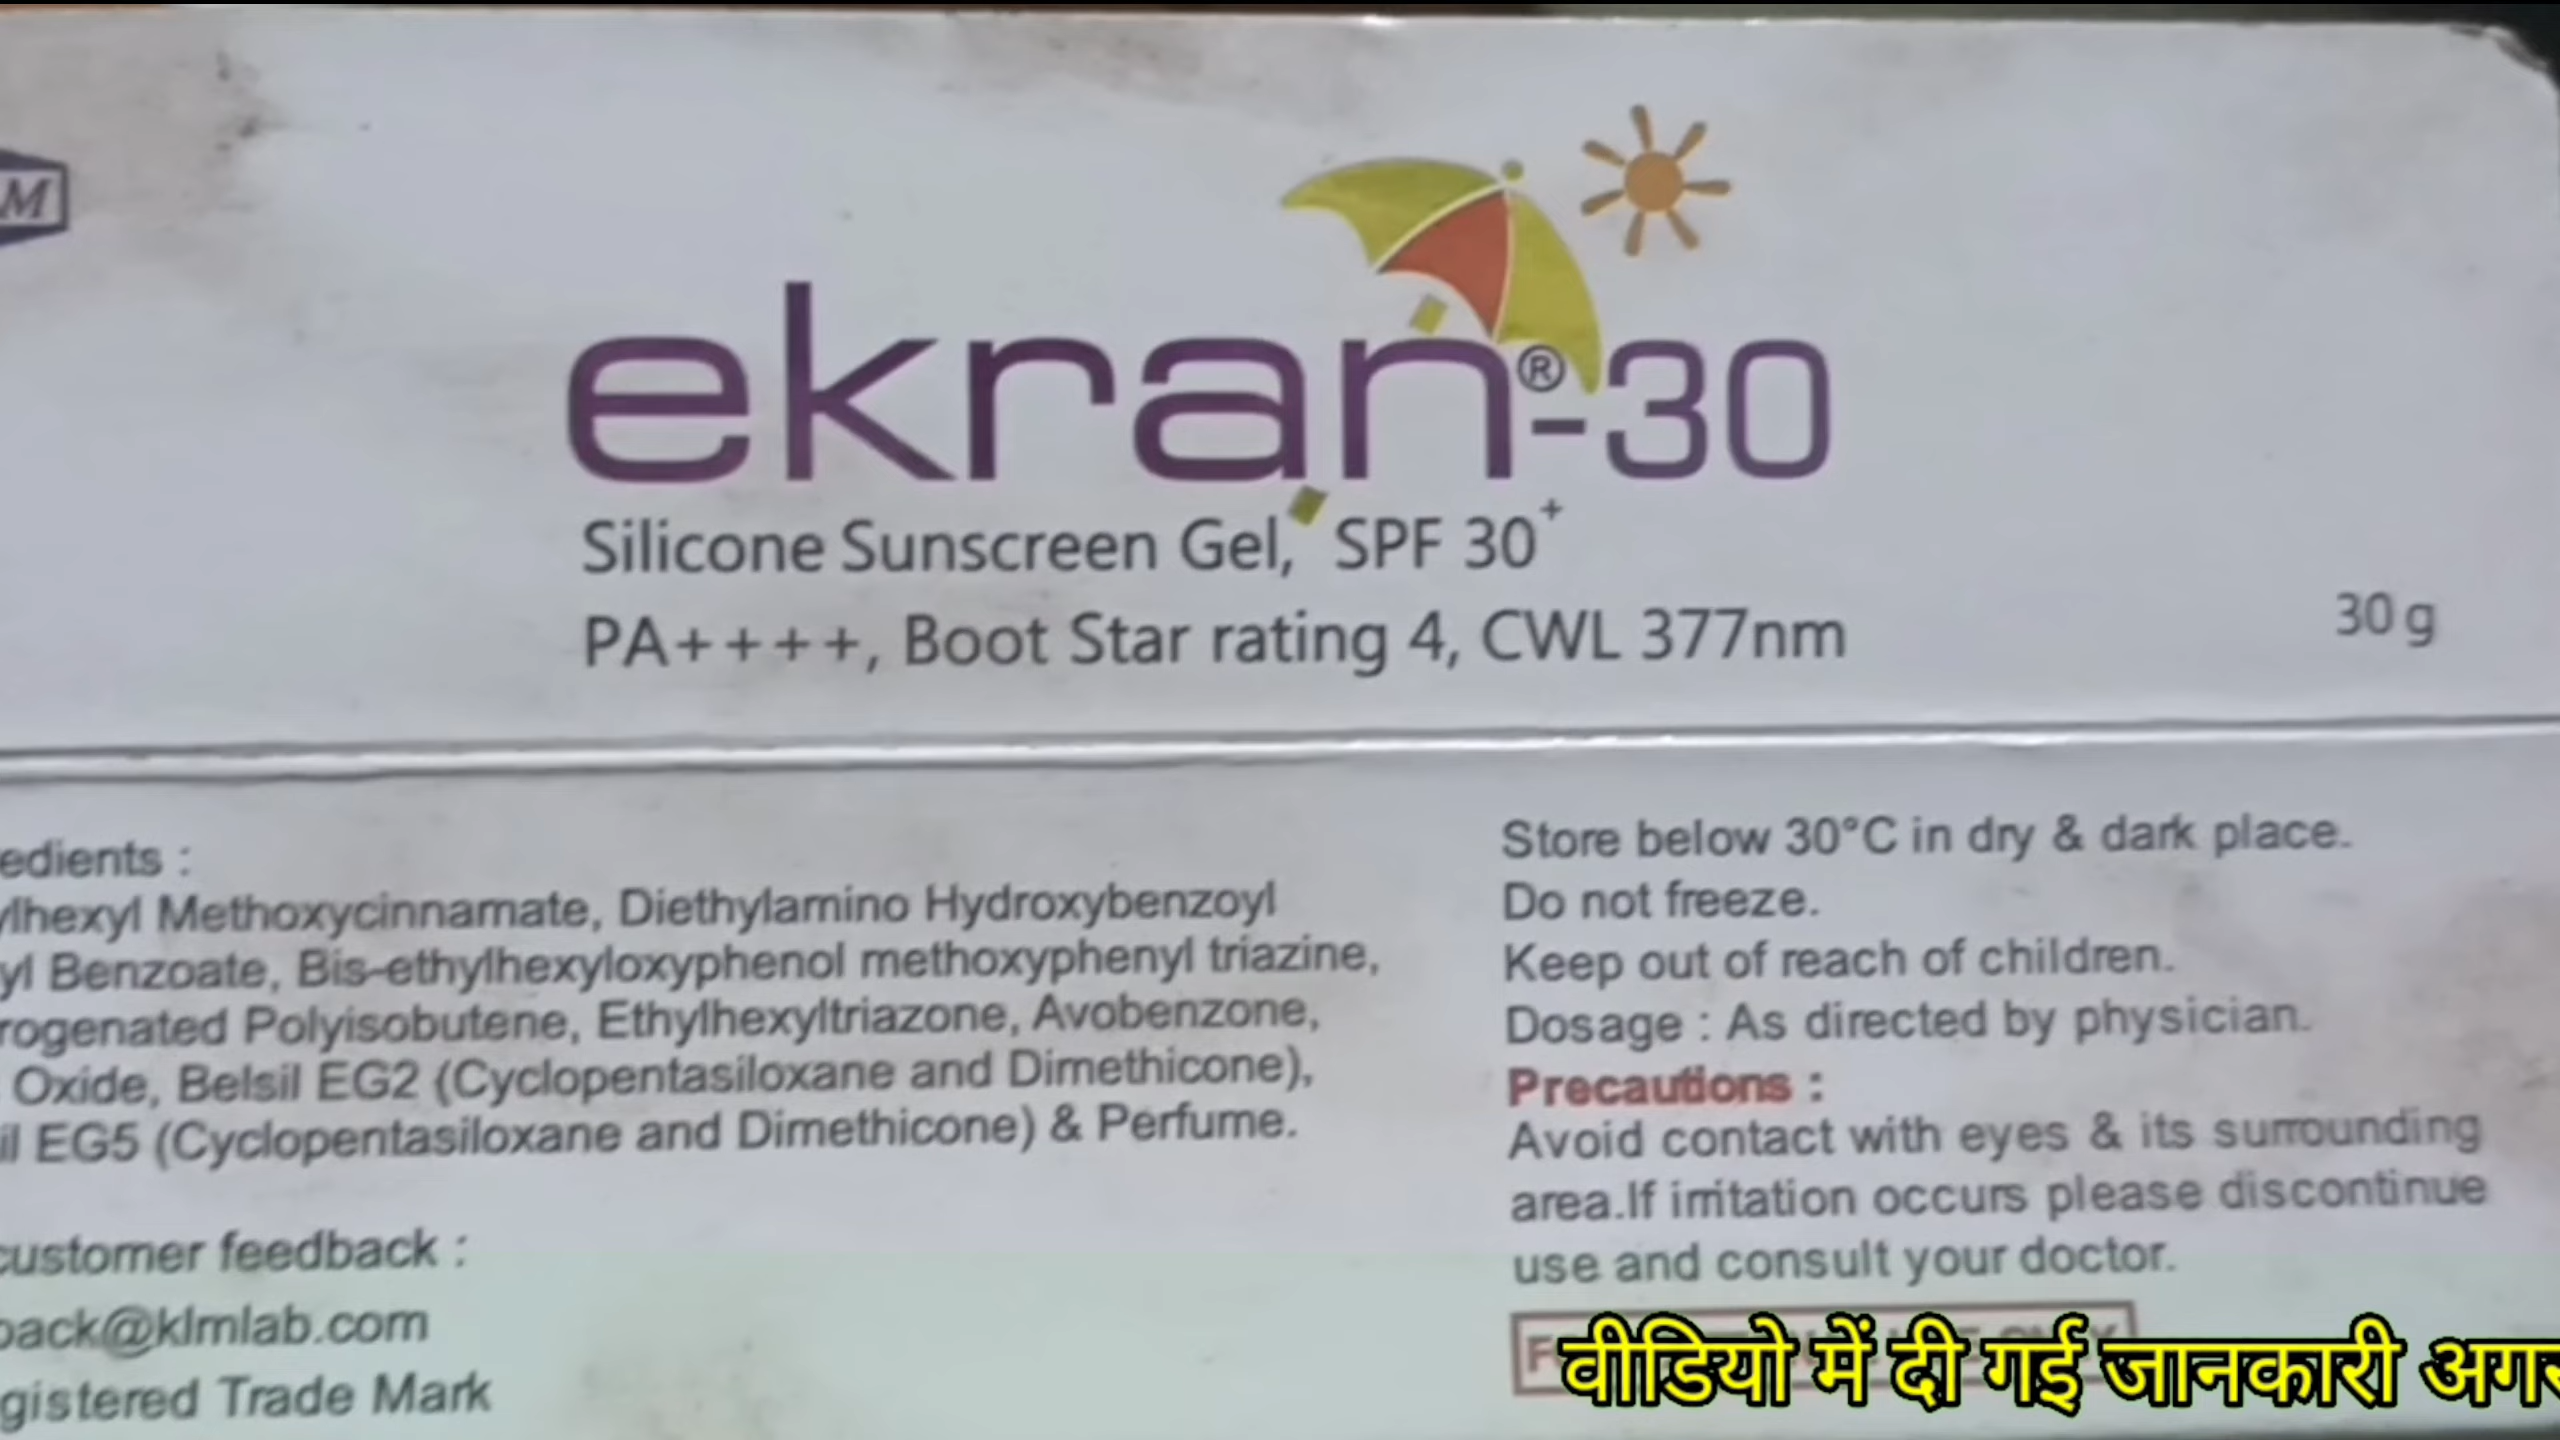 M
ekran®-30
Silicone Sunscreen Gel, SPF 30+
PA++++, Boot Star rating 4, CWL 377nm
30 g
edients :
ylhexyl Methoxycinnamate, Diethylamino Hydroxybenzoyl
yl Benzoate, Bis-ethylhexyloxyphenol methoxyphenyl triazine,
rogenated Polyisobutene, Ethylhexyltriazone, Avobenzone,
Oxide, Belsil EG2 (Cyclopentasiloxane and Dimethicone),
il EG5 (Cyclopentasiloxane and Dimethicone) & Perfume.
customer feedback :
back@klmlab.com
gistered Trade Mark
Store below 30°C in dry & dark place.
Do not freeze.
Keep out of reach of children.
Dosage : As directed by physician.
Precautions :
Avoid contact with eyes & its surrounding
area.If irritation occurs please discontinue
use and consult your doctor.
वीडियो में दी गई जानकारी अगर